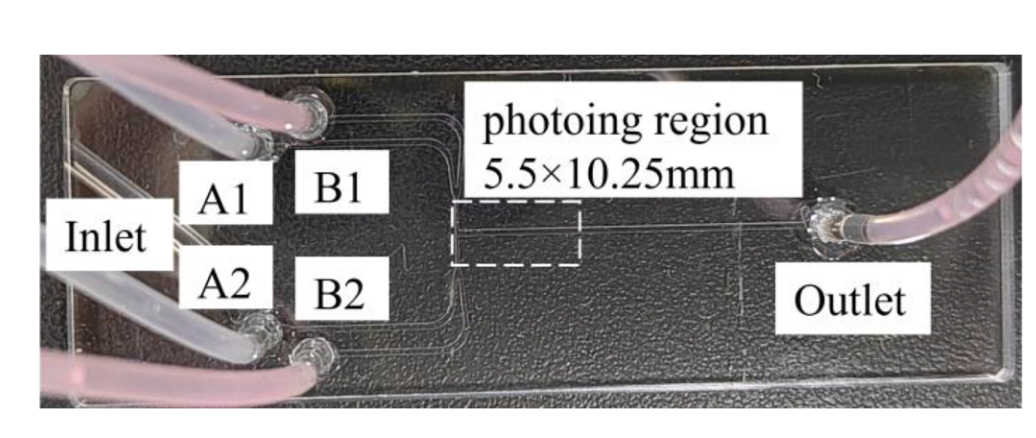 photoing region
5.5×10.25mm
A1
B1
Inlet
A2
B2
Outlet